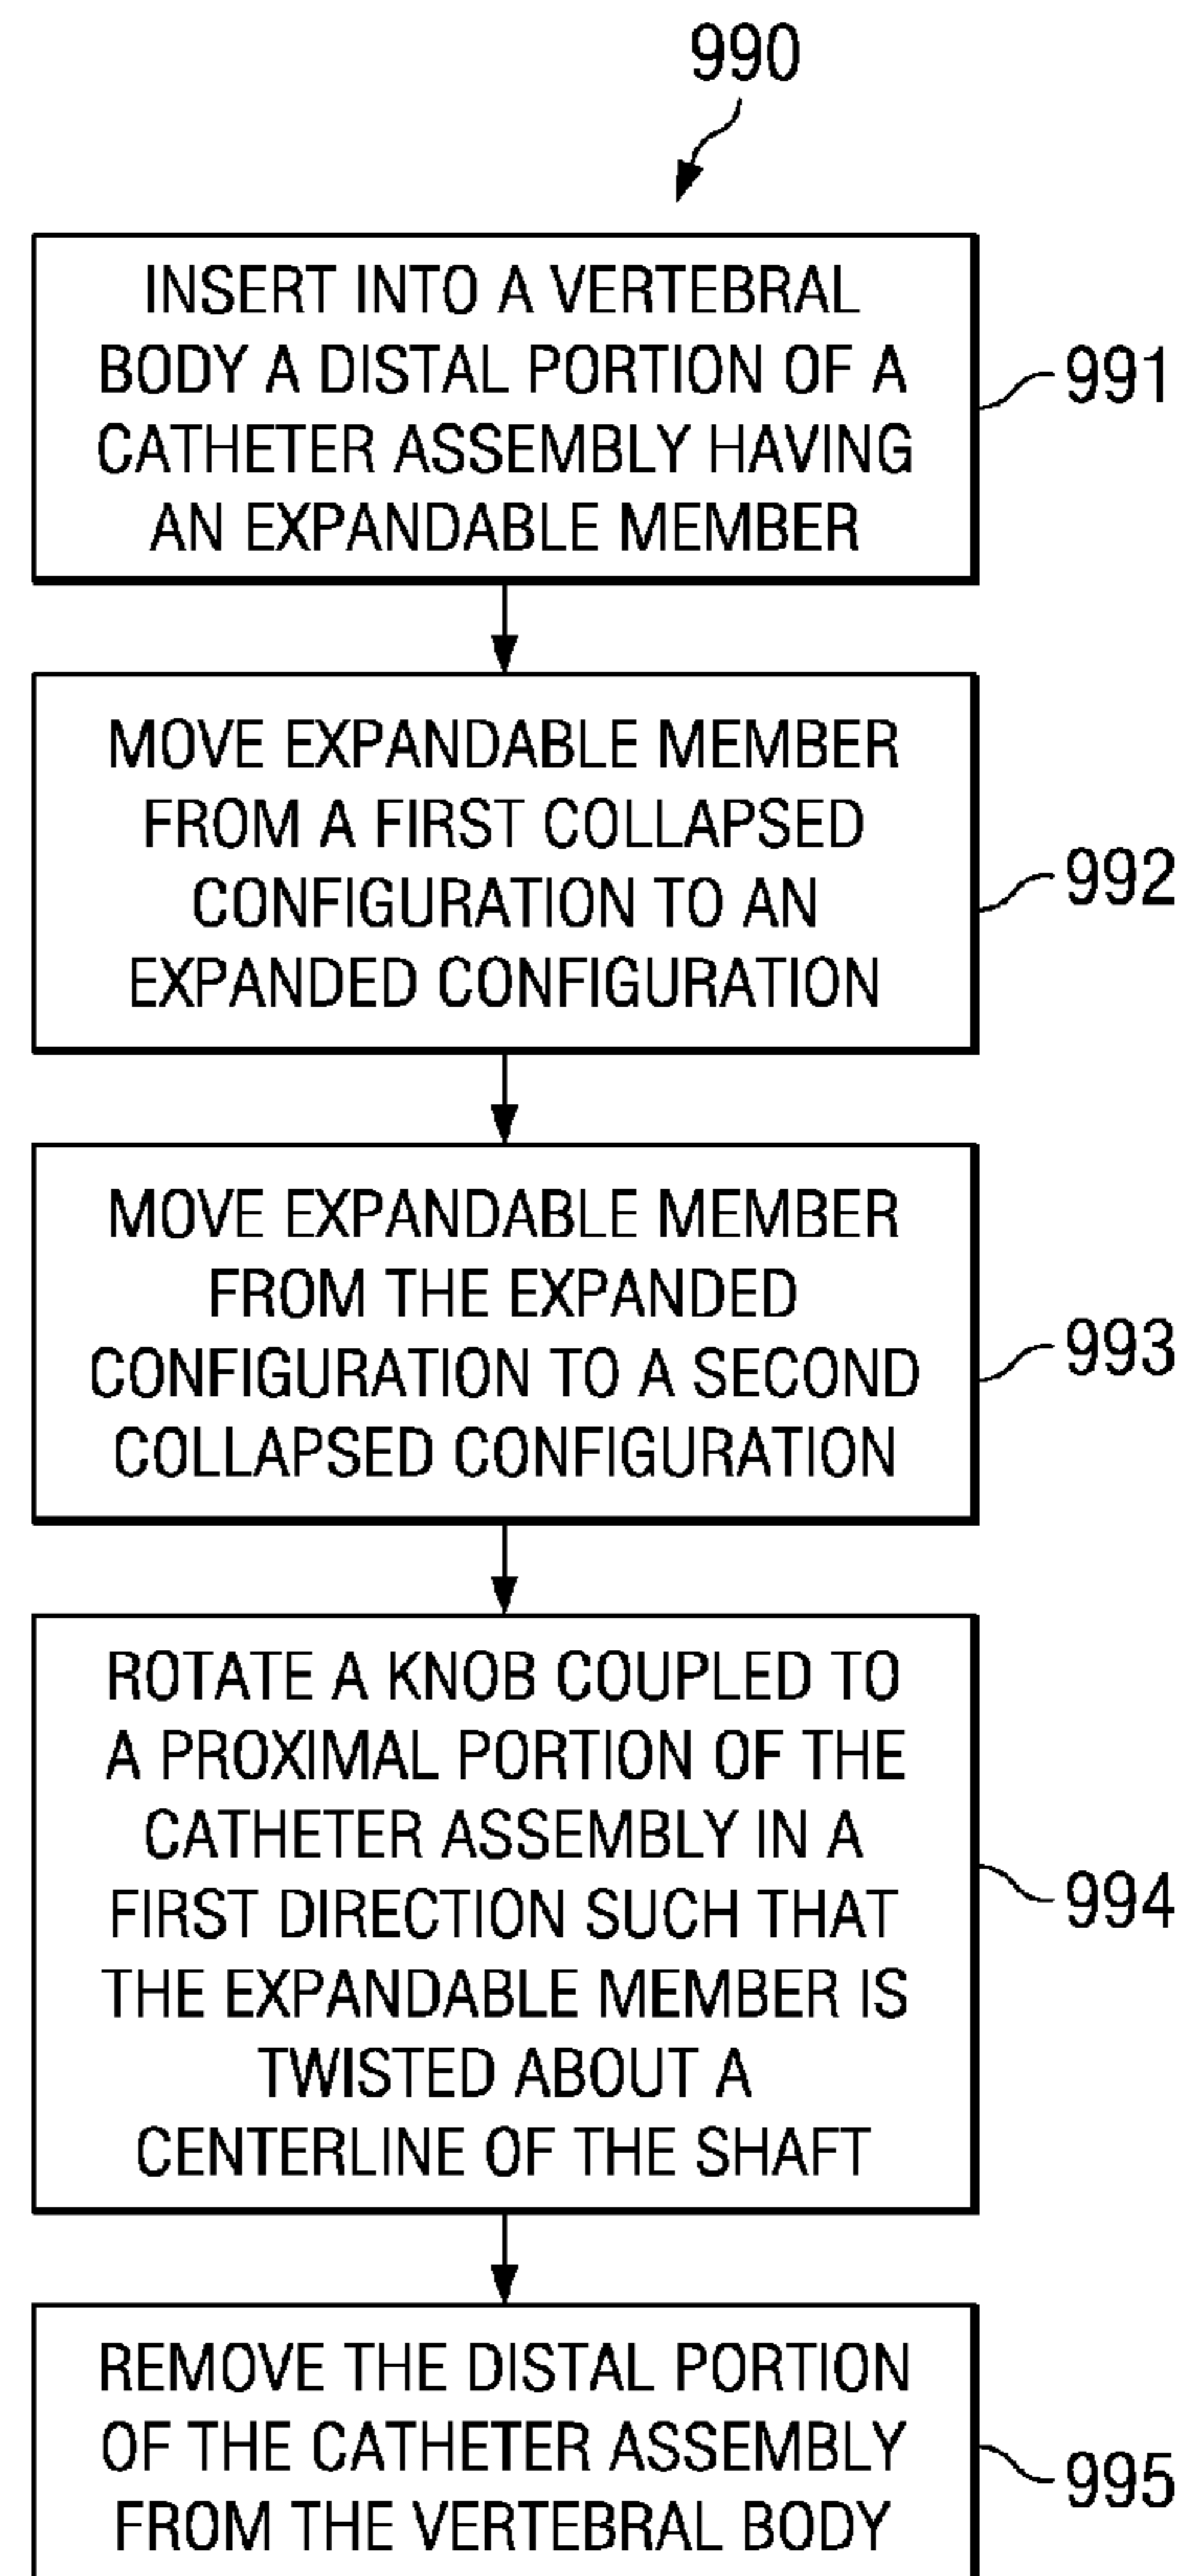 990
INSERT INTO A VERTEBRAL
BODY A DISTAL PORTION OF A
CATHETER ASSEMBLY HAVING
AN EXPANDABLE MEMBER
991
MOVE EXPANDABLE MEMBER
FROM A FIRST COLLAPSED
CONFIGURATION TO AN
EXPANDED CONFIGURATION
992
MOVE EXPANDABLE MEMBER
FROM THE EXPANDED
CONFIGURATION TO A SECOND
COLLAPSED CONFIGURATION
993
ROTATE A KNOB COUPLED TO
A PROXIMAL PORTION OF THE
CATHETER ASSEMBLY IN A
FIRST DIRECTION SUCH THAT
THE EXPANDABLE MEMBER IS
TWISTED ABOUT A
CENTERLINE OF THE SHAFT
994
REMOVE THE DISTAL PORTION
OF THE CATHETER ASSEMBLY
FROM THE VERTEBRAL BODY
995